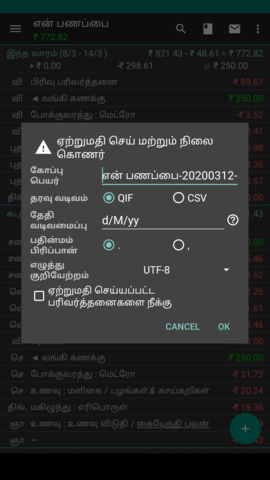 என் பணப்பை
₹ 772.82
இந்த வாரம் (8/3 - 14/3 ) ₹ 821.43 - 48.61 = ₹ 772.82
+ ₹ 0.00 -₹ 298.61 ₹ 250.00
வி பிரிவு பரிவர்த்தனை -₹ 89.67
வி ◄ வங்கி கணக்கு ₹ 250.00
வி போக்குவரத்து : மெட்ரோ -₹ 3.52
ஏற்றுமதி செய் மற்றும் நிலை
கொணர்
கோப்பு
பெயர்
என் பணப்பை-20200312-
தரவு வடிவம் QIF CSV
தேதி
வடிவமைப்பு
d/M/yy
பதின்மம்
பிரிப்பான்
. ,
எழுத்து
குறியேற்றம்
UTF-8
ஏற்றுமதி செய்யப்பட்ட
பரிவர்த்தனைகளை நீக்கு
CANCEL OK
செ ◄ வங்கி கணக்கு ₹ 250.00
செ போக்குவரத்து : மெட்ரோ -₹ 21.73
செ உணவு : மளிகை / பழங்கள் & காய்கறிகள் -₹ 20.24
திங். மகிழுந்து : எரிபொருள் -₹ 19.36
ஞா உணவு : உணவு விடுதி / கையேந்தி பவன்
ஞா —